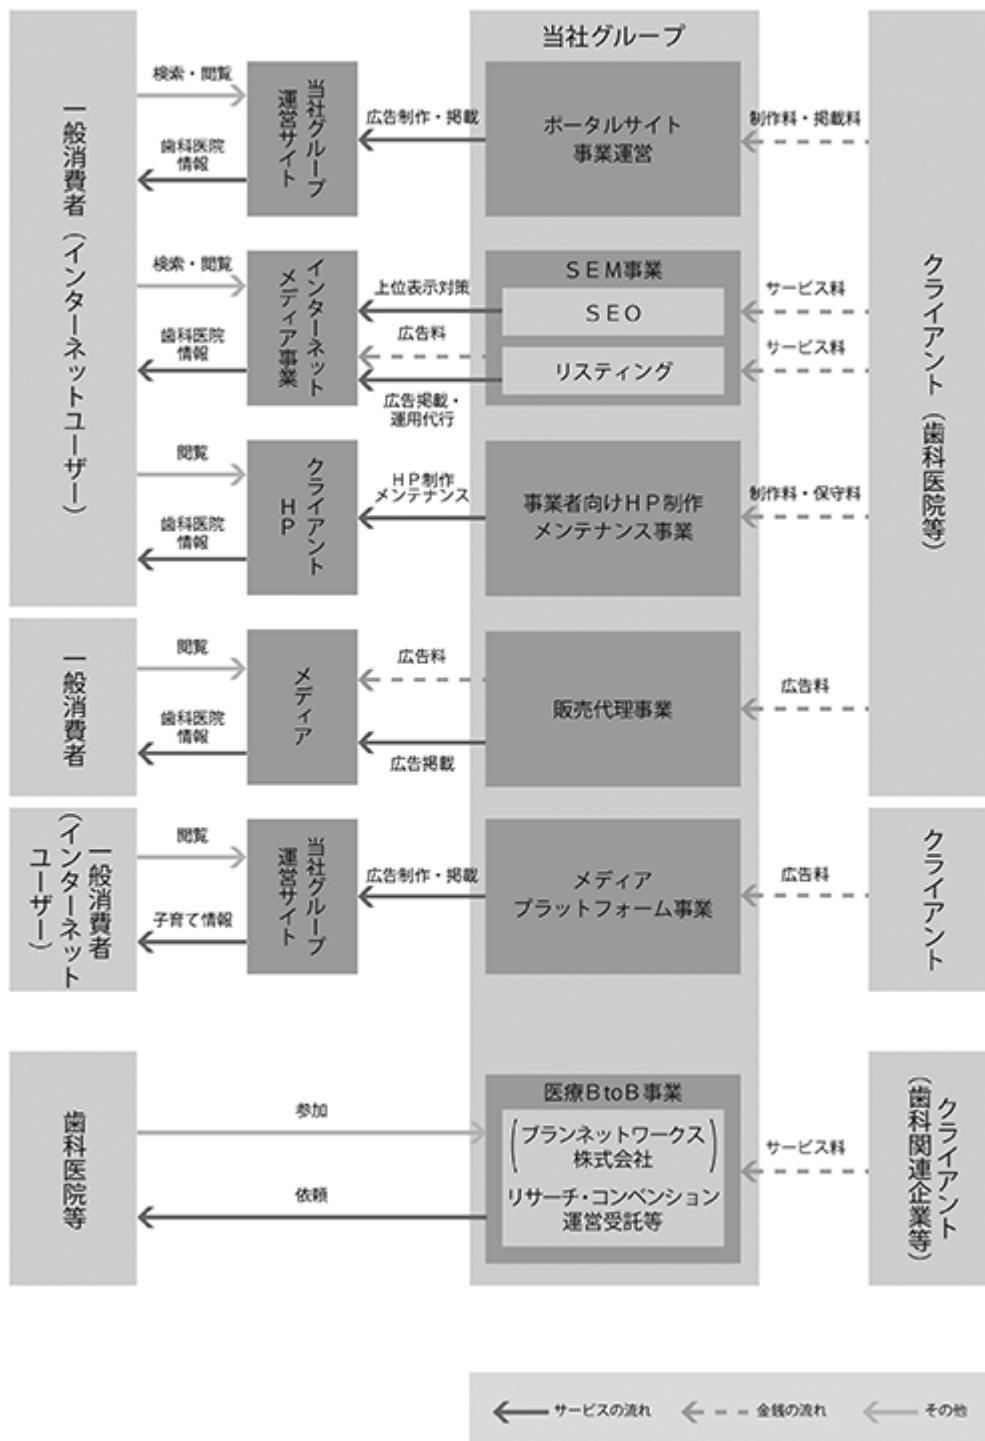 当社グループ
一般消費者（インターネットユーザー）
検索・閲覧
歯科医院
情報
当社グループ
運営サイト
広告制作・掲載
ポータルサイト
事業運営
制作料・掲載料
クライアント（歯科医院等）
検索・閲覧
歯科医院
情報
インターネット
メディア事業
上位表示対策
広告料
広告掲載・
運用代行
ＳＥＭ事業
ＳＥＯ
リスティング
サービス料
サービス料
閲覧
歯科医院
情報
クライアント
ＨＰ
ＨＰ制作
メンテナンス
事業者向けＨＰ制作
メンテナンス事業
制作料・保守料
一般消費者
閲覧
歯科医院
情報
メディア
広告料
広告掲載
販売代理事業
広告料
一般消費者
（インターネット
ユーザー）
閲覧
子育て情報
当社グループ
運営サイト
広告制作・掲載
メディア
プラットフォーム事業
広告料
クライアント
歯科医院等
参加
依頼
医療ＢtoＢ事業
（ブランネットワークス
株式会社）
リサーチ・コンベンション
運営受託等
サービス料
クライアント
（歯科関連企業等）
サービスの流れ
金銭の流れ
その他